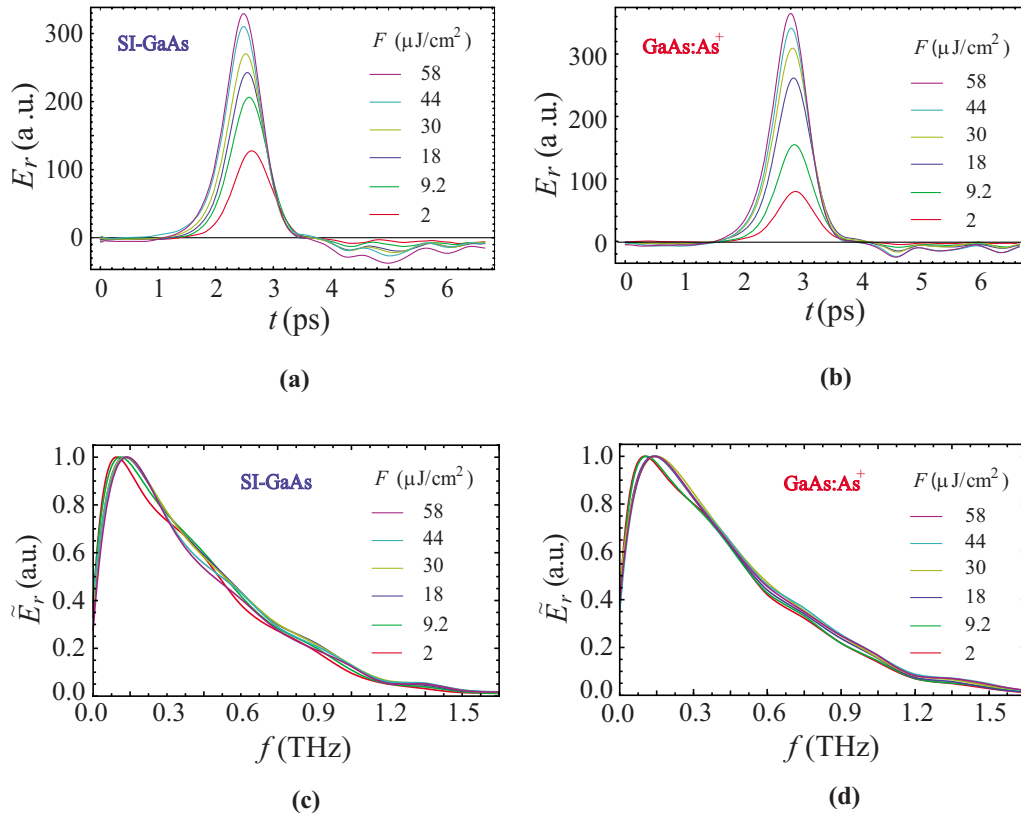 300
200
100
0
E_r (a .u.)
SI-GaAs
F (μJ/cm²)
58
44
30
18
9.2
2
0 1 2 3 4 5 6
t (ps)
(a)
300
200
100
0
E_r (a.u.)
GaAs:As⁺
F (μJ/cm²)
58
44
30
18
9.2
2
0 1 2 3 4 5 6
t (ps)
(b)
1.0
0.8
0.6
0.4
0.2
0.0
Ẽ_r (a.u.)
SI-GaAs
F (μJ/cm²)
58
44
30
18
9.2
2
0.0 0.3 0.6 0.9 1.2 1.5
f (THz)
(c)
1.0
0.8
0.6
0.4
0.2
0.0
Ẽ_r (a.u.)
GaAs:As⁺
F (μJ/cm²)
58
44
30
18
9.2
2
0.0 0.3 0.6 0.9 1.2 1.5
f (THz)
(d)